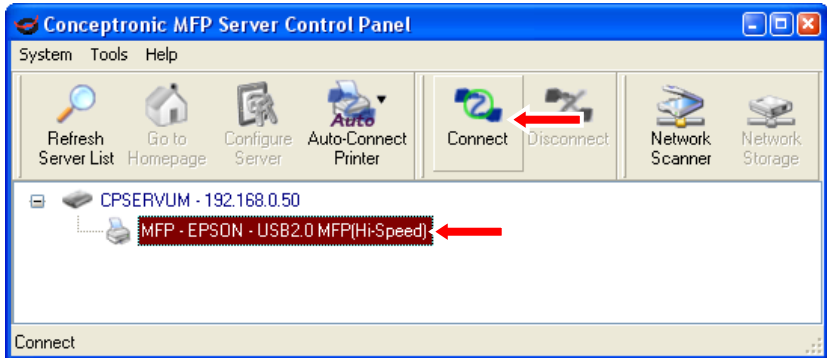 Conceptronic MFP Server Control Panel
System Tools Help
Refresh Server List
Go to Homepage
Configure Server
Auto
Auto-Connect Printer
Connect
Disconnect
Network Scanner
Network Storage
CPSERVUM - 192.168.0.50
MFP - EPSON - USB2.0 MFP(Hi-Speed)
Connect